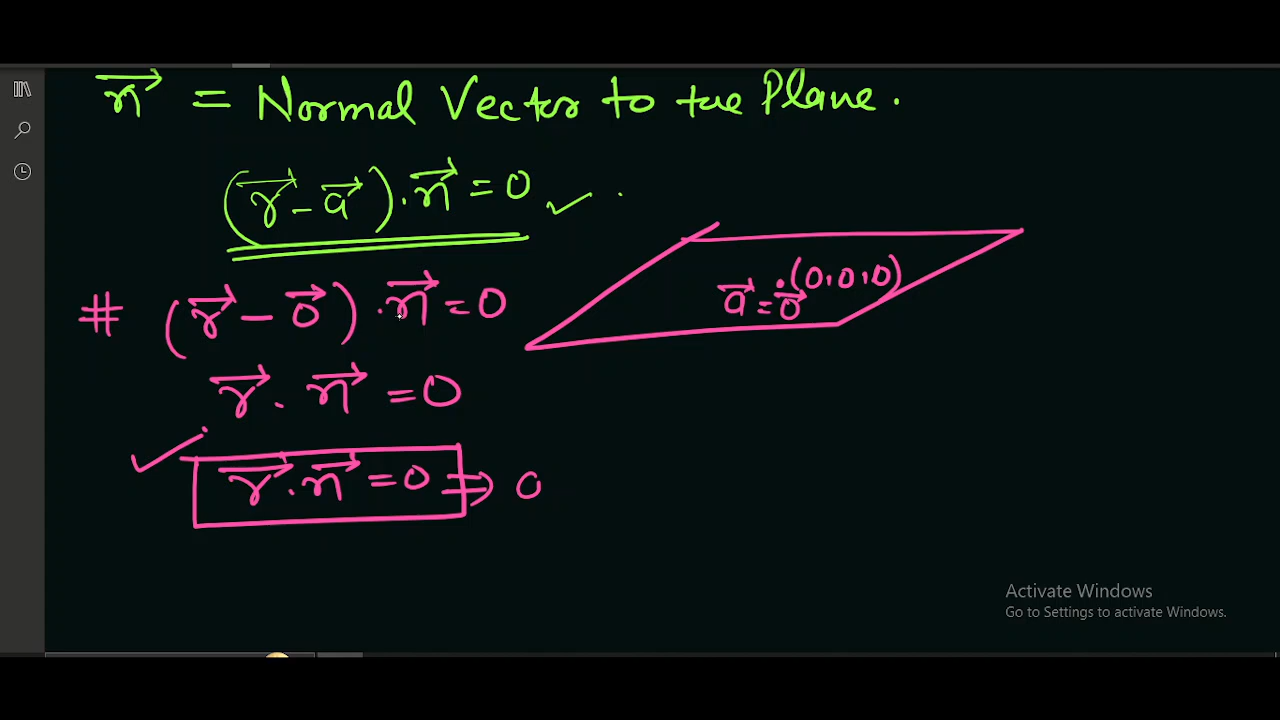 n⃗ = Normal Vector to the Plane.
(r⃗ - a⃗) . n⃗ = 0
(0,0,0)
a⃗ = 0⃗
# (r⃗ - 0⃗) . n⃗ = 0
r⃗ . n⃗ = 0
r⃗ . n⃗ = 0 ⇒ 0
Activate Windows
Go to Settings to activate Windows.